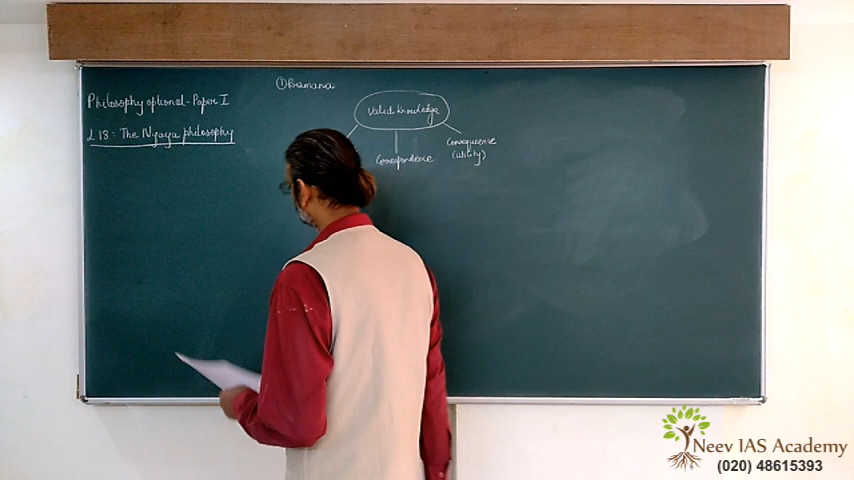 Philosophy optional - Paper I
L 18: The Nyaya philosophy
① Pramana
Valid Knowledge
Correspondence
Consequence
(utility)
Neev IAS Academy
(020) 48615393